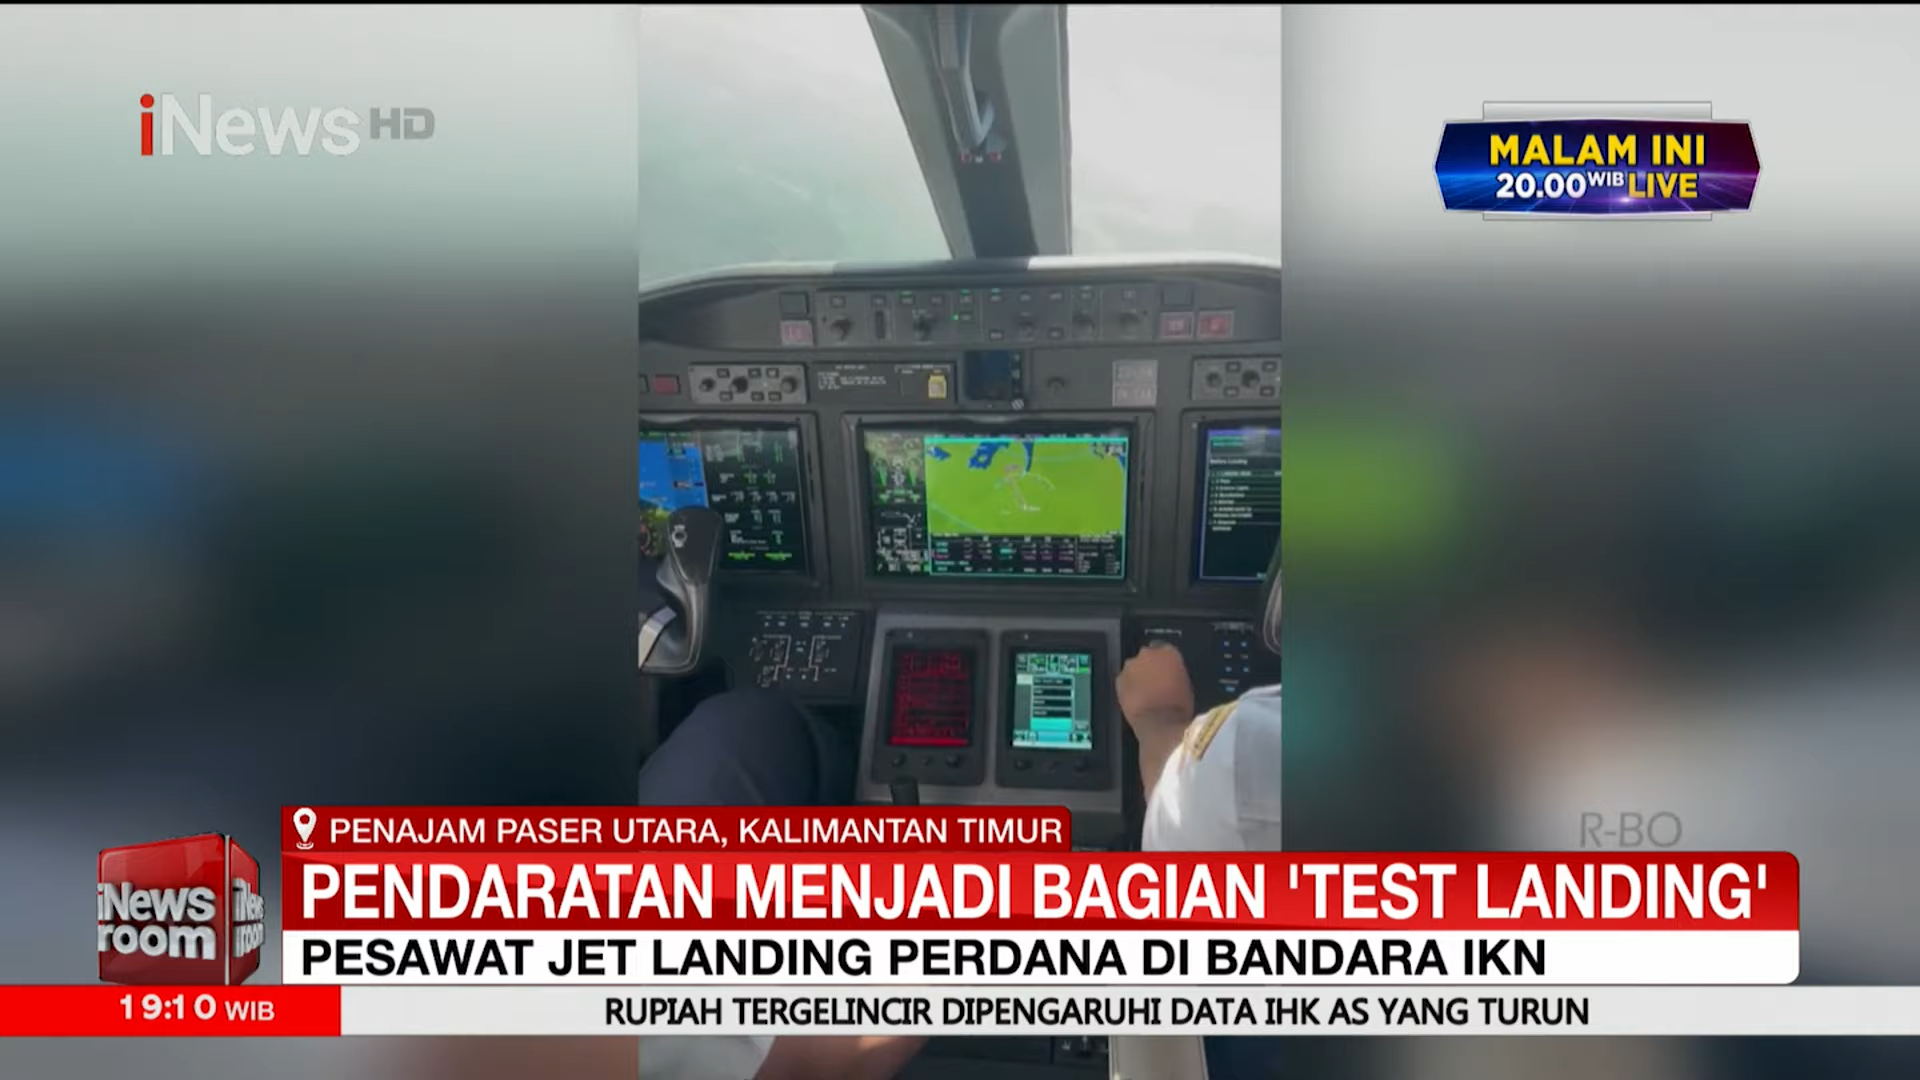 iNews HD
MALAM INI
20.00 WIB LIVE
R-BO
PENAJAM PASER UTARA, KALIMANTAN TIMUR
PENDARATAN MENJADI BAGIAN 'TEST LANDING'
PESAWAT JET LANDING PERDANA DI BANDARA IKN
iNews
room
19:10 WIB
RUPIAH TERGELINCIR DIPENGARUHI DATA IHK AS YANG TURUN